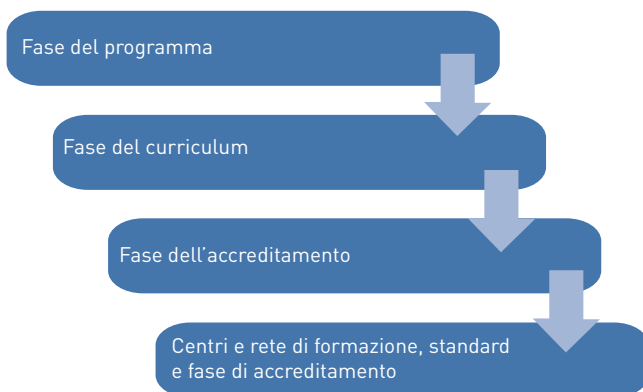 Fase del programma
Fase del curriculum
Fase dell’accreditamento
Centri e rete di formazione, standard
e fase di accreditamento